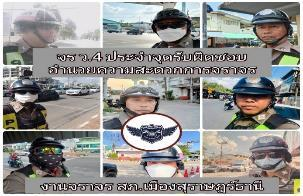 จร ว.4 ประจำจุดรับผิดชอบ
อำนวยความสะดวกการจราจร
งานจราจร สภ.เมืองสุราษฎร์ธานี